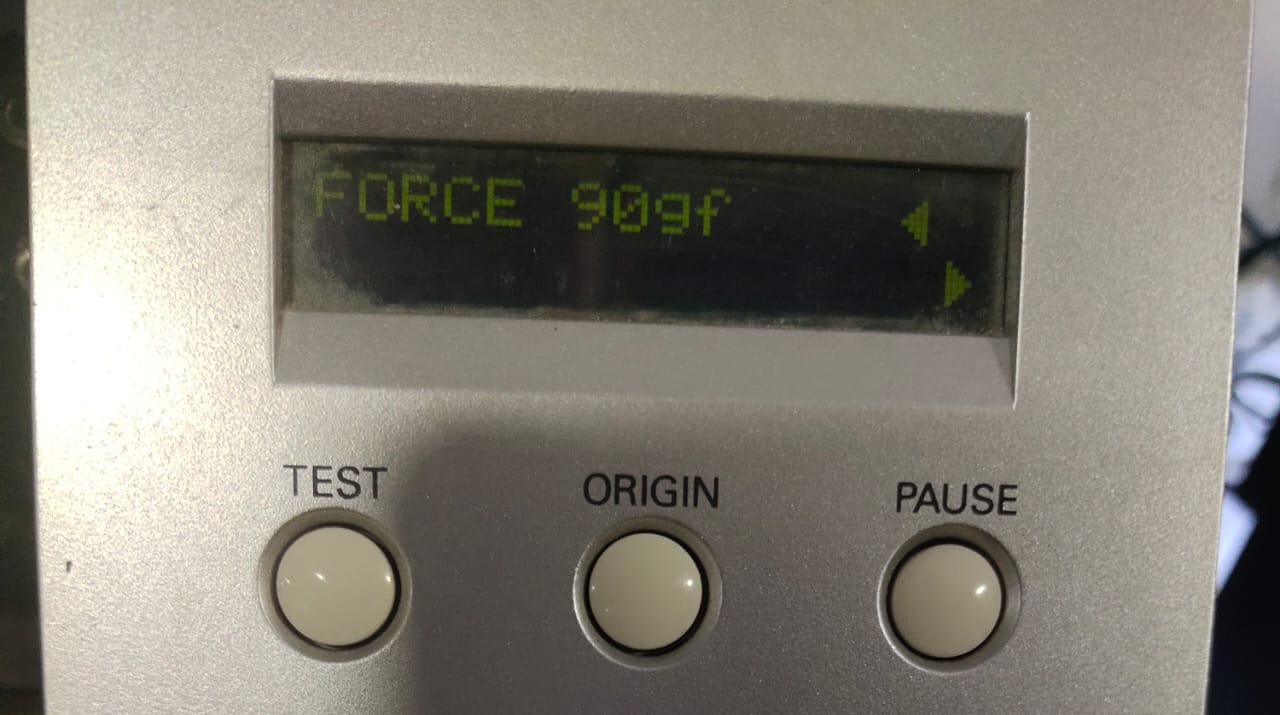 FORCE 90gf ◀
▶
TEST ORIGIN PAUSE